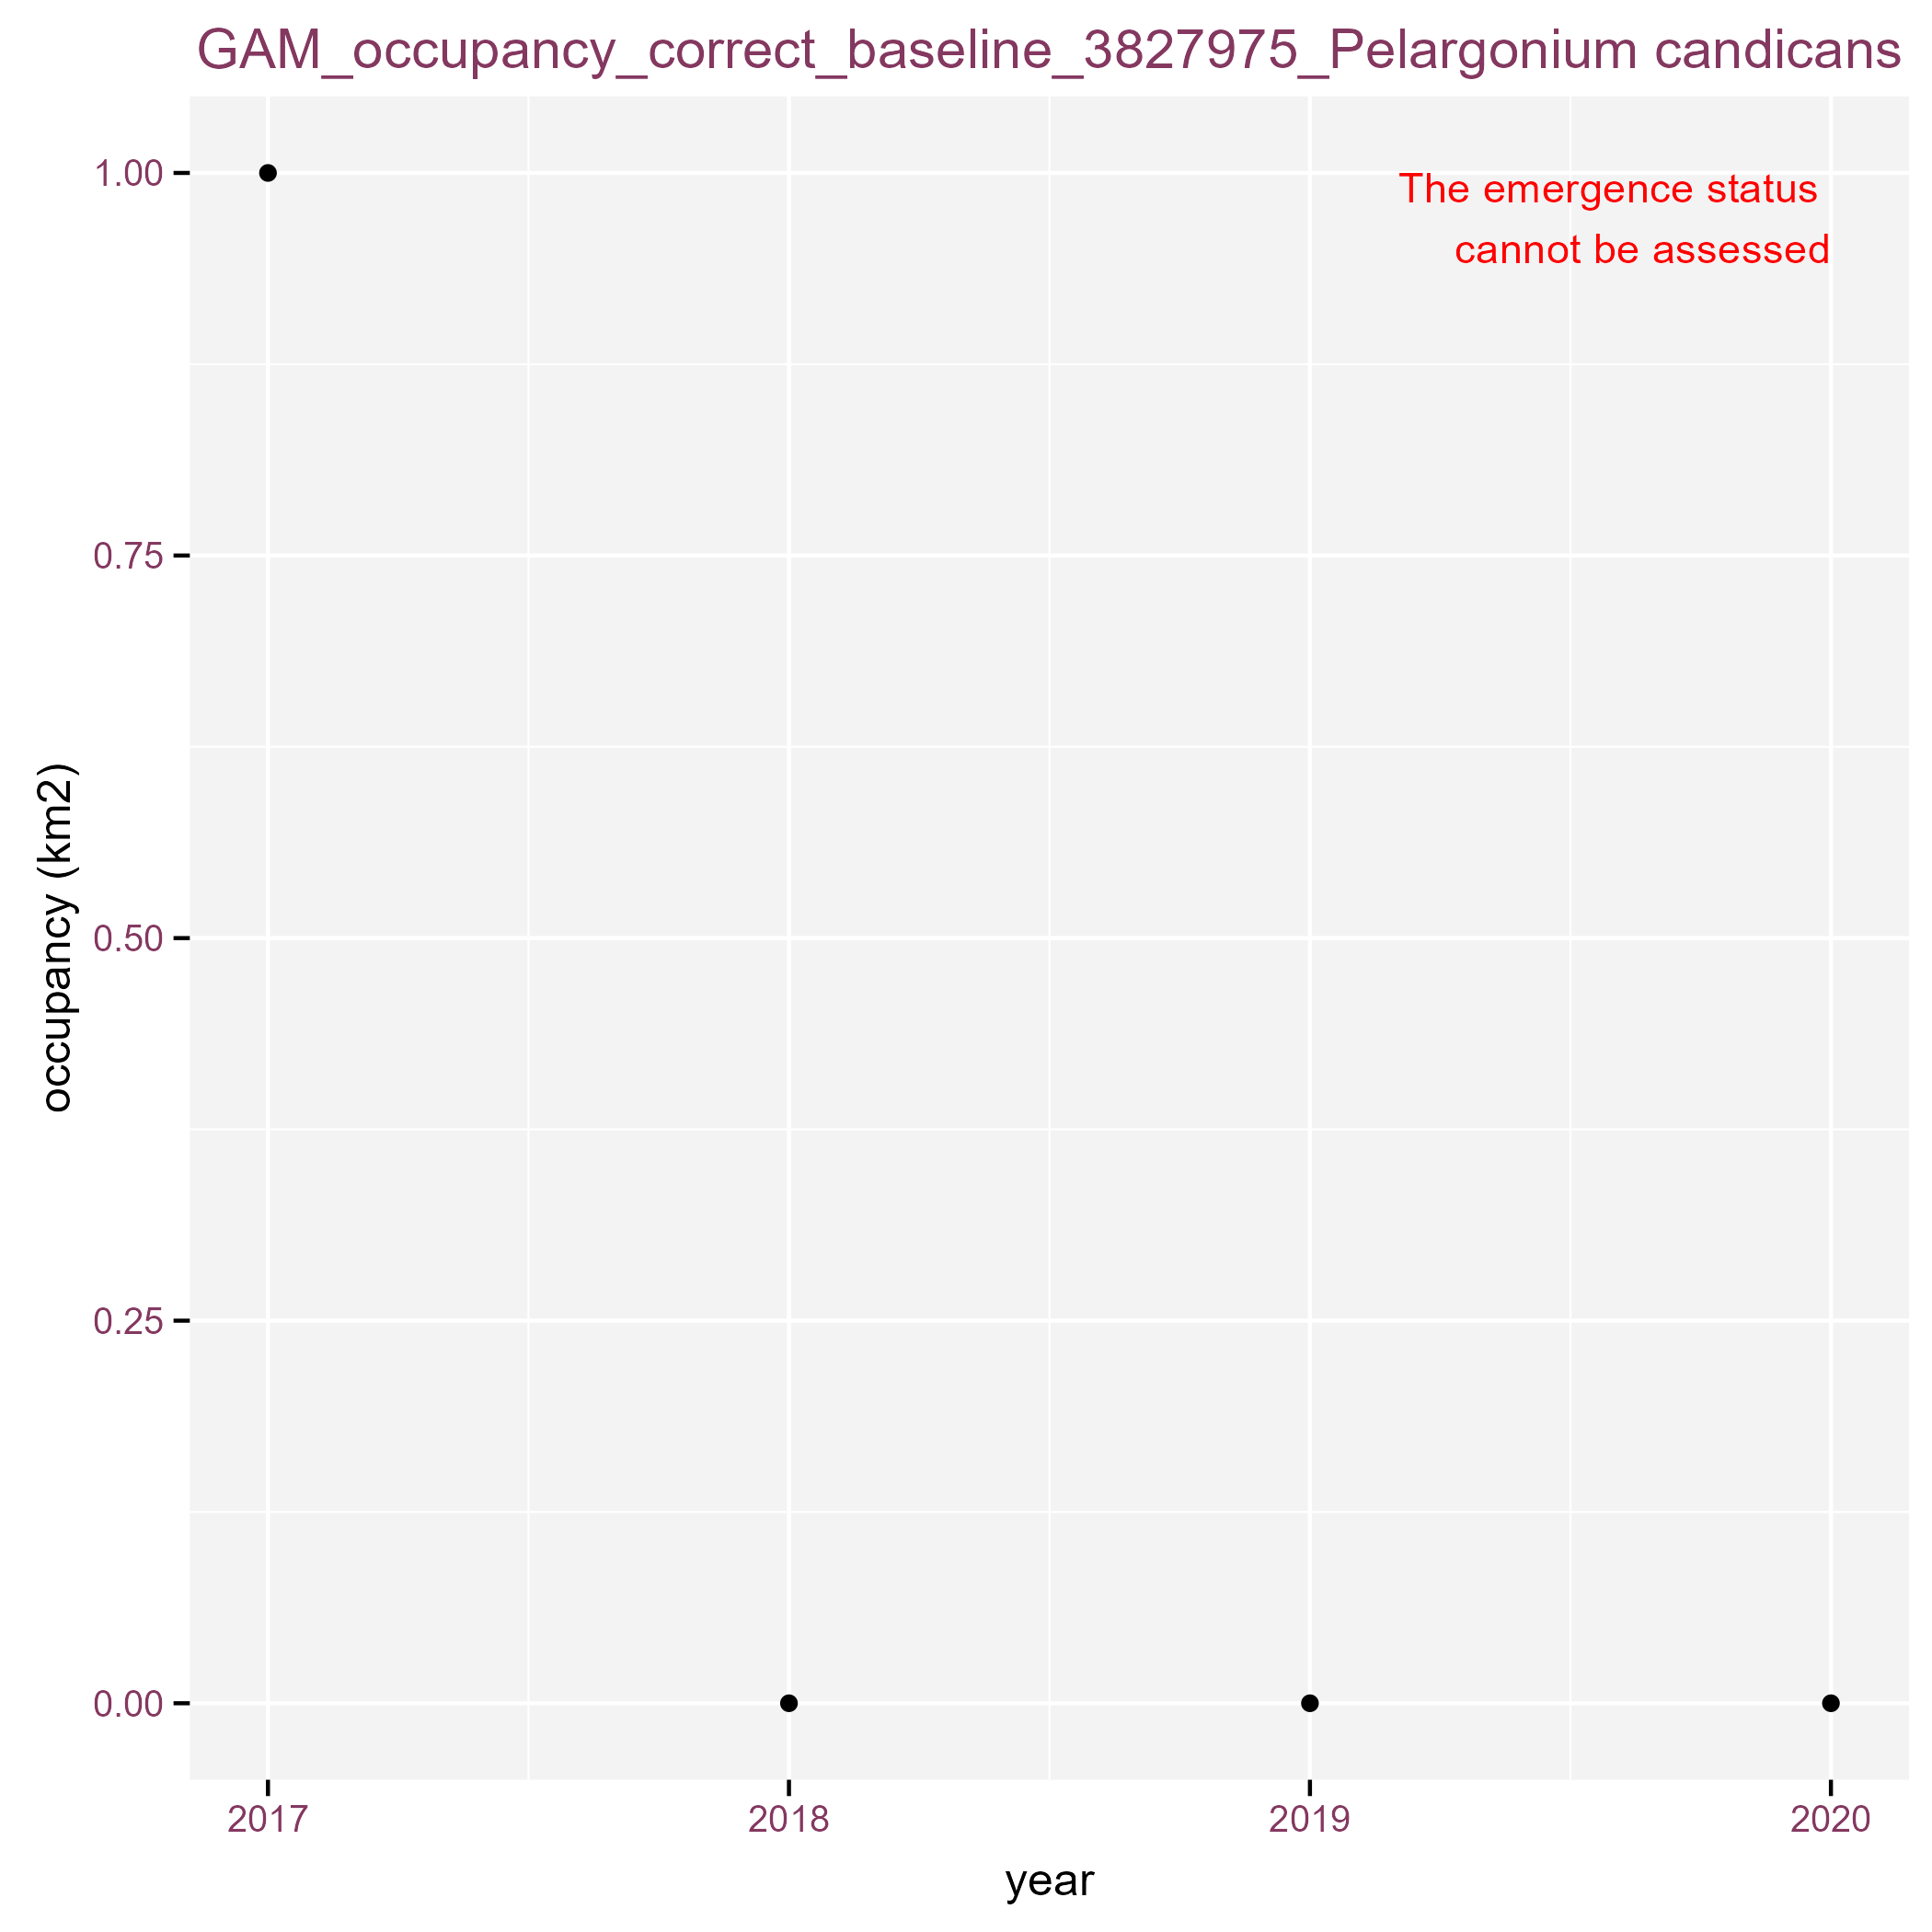 GAM_occupancy_correct_baseline_3827975_Pelargonium candicans
1.00
The emergence status
cannot be assessed
0.75
0.50
0.25
0.00
occupancy (km2)
2017
2018
2019
2020
year